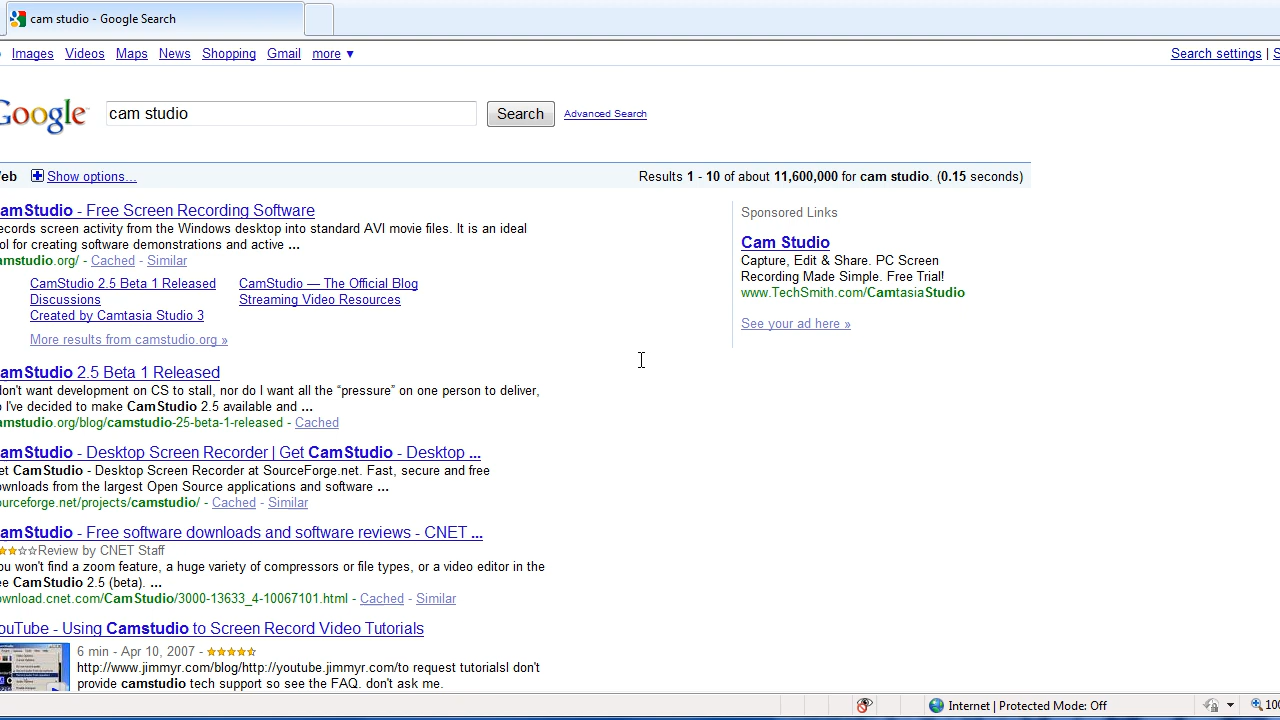 cam studio - Google Search
Images Videos Maps News Shopping Gmail more ▼ Search settings | S
Google cam studio Search Advanced Search
eb Show options... Results 1 - 10 of about 11,600,000 for cam studio. (0.15 seconds)
amStudio - Free Screen Recording Software
ecords screen activity from the Windows desktop into standard AVI movie files. It is an ideal
ol for creating software demonstrations and active ...
amstudio.org/ - Cached - Similar
CamStudio 2.5 Beta 1 Released CamStudio — The Official Blog
Discussions Streaming Video Resources
Created by Camtasia Studio 3
More results from camstudio.org »
Sponsored Links
Cam Studio
Capture, Edit & Share. PC Screen
Recording Made Simple. Free Trial!
www.TechSmith.com/CamtasiaStudio
See your ad here »
amStudio 2.5 Beta 1 Released
don't want development on CS to stall, nor do I want all the “pressure” on one person to deliver,
o I've decided to make CamStudio 2.5 available and ...
amstudio.org/blog/camstudio-25-beta-1-released - Cached
amStudio - Desktop Screen Recorder | Get CamStudio - Desktop ...
et CamStudio - Desktop Screen Recorder at SourceForge.net. Fast, secure and free
ownloads from the largest Open Source applications and software ...
ourceforge.net/projects/camstudio/ - Cached - Similar
amStudio - Free software downloads and software reviews - CNET ...
Review by CNET Staff
ou won't find a zoom feature, a huge variety of compressors or file types, or a video editor in the
ee CamStudio 2.5 (beta). ...
ownload.cnet.com/CamStudio/3000-13633_4-10067101.html - Cached - Similar
ouTube - Using Camstudio to Screen Record Video Tutorials
6 min - Apr 10, 2007 -
http://www.jimmyr.com/blog/http://youtube.jimmyr.com/to request tutorialsI don't
provide camstudio tech support so see the FAQ. don't ask me.
Internet | Protected Mode: Off 100